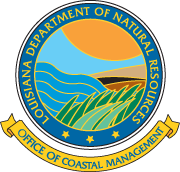 LOUISIANA DEPARTMENT OF NATURAL RESOURCES
OFFICE OF COASTAL MANAGEMENT